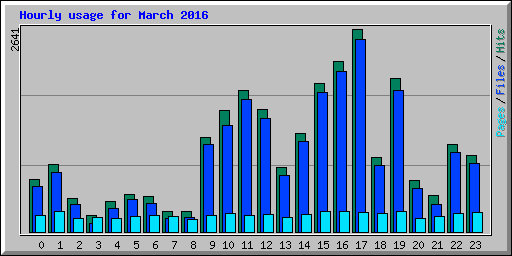 Hourly usage for March 2016
2641
Pages/Files/Hits
0 1 2 3 4 5 6 7 8 9 10 11 12 13 14 15 16 17 18 19 20 21 22 23